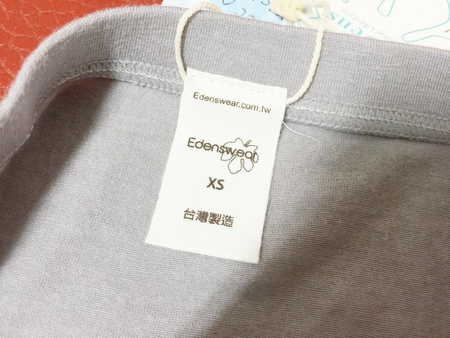 Edenswear.com.tw
Edenswear
XS
台灣製造